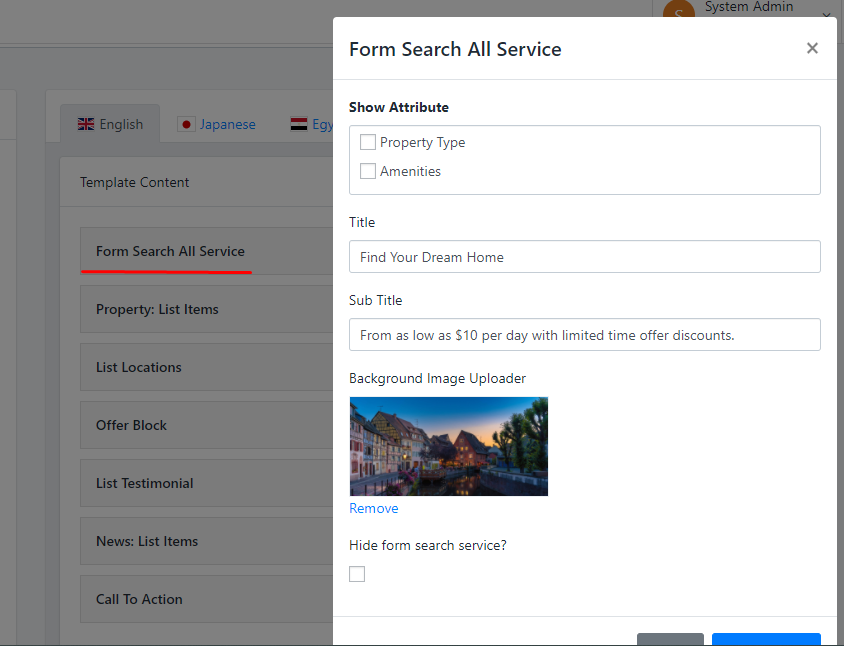 System Admin
S
Form Search All Service
×
English
Japanese
Egy
Template Content
Form Search All Service
Property: List Items
List Locations
Offer Block
List Testimonial
News: List Items
Call To Action
Show Attribute
Property Type
Amenities
Title
Find Your Dream Home
Sub Title
From as low as $10 per day with limited time offer discounts.
Background Image Uploader
Remove
Hide form search service?